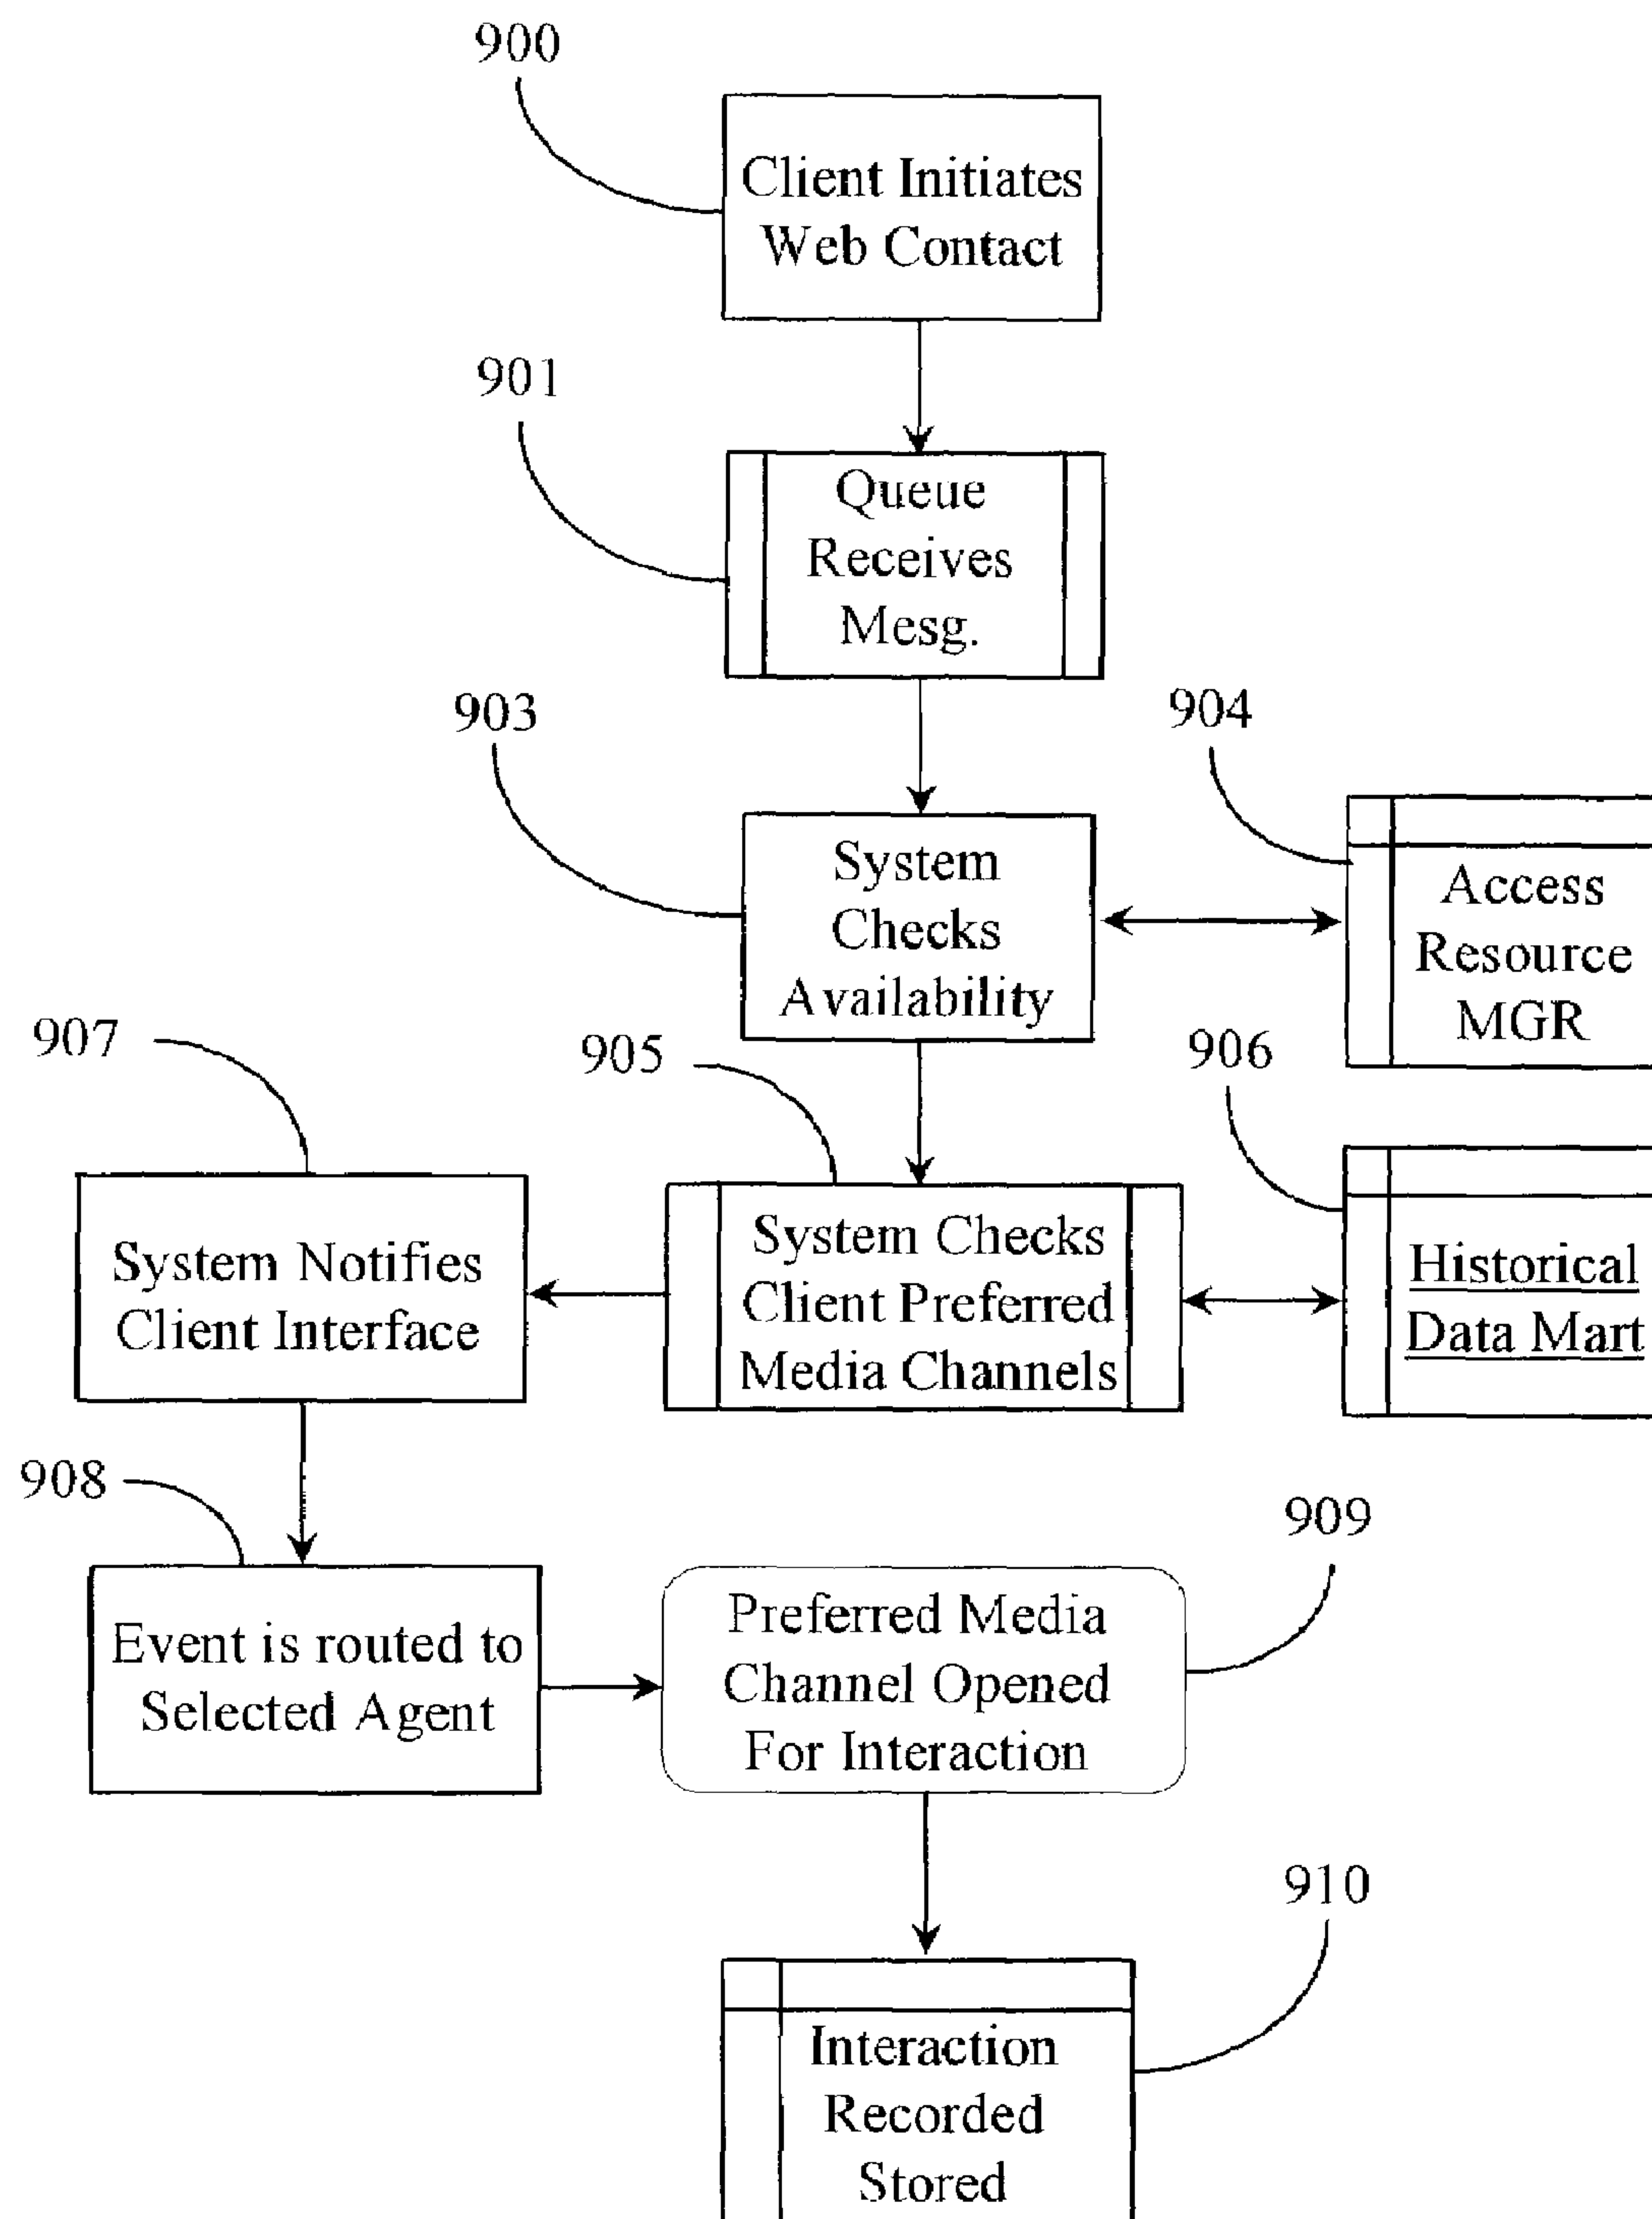 900
Client Initiates
Web Contact
901
Queue
Receives
Mesg.
903
System
Checks
Availability
904
Access
Resource
MGR
905
System Checks
Client Preferred
Media Channels
906
Historical
Data Mart
907
System Notifies
Client Interface
908
Event is routed to
Selected Agent
909
Preferred Media
Channel Opened
For Interaction
910
Interaction
Recorded
Stored